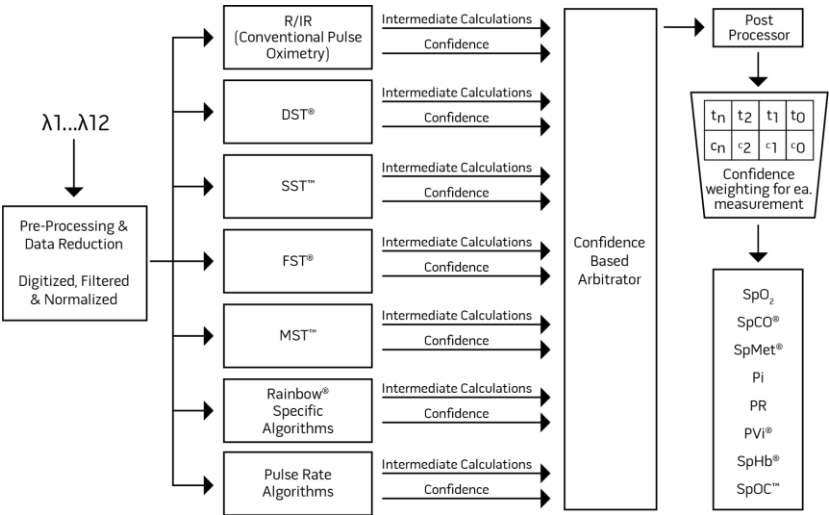 λ1...λ12
Pre-Processing &
Data Reduction
Digitized, Filtered
& Normalized
R/IR
(Conventional Pulse
Oximetry)
Intermediate Calculations
Confidence
DST®
Intermediate Calculations
Confidence
SST™
Intermediate Calculations
Confidence
FST®
Intermediate Calculations
Confidence
MST™
Intermediate Calculations
Confidence
Rainbow®
Specific
Algorithms
Intermediate Calculations
Confidence
Pulse Rate
Algorithms
Intermediate Calculations
Confidence
Confidence
Based
Arbitrator
Post
Processor
tn t2 t1 t0
cn c2 c1 c0
Confidence
weighting for ea.
measurement
SpO₂
SpCO®
SpMet®
Pi
PR
PVi®
SpHb®
SpOC™